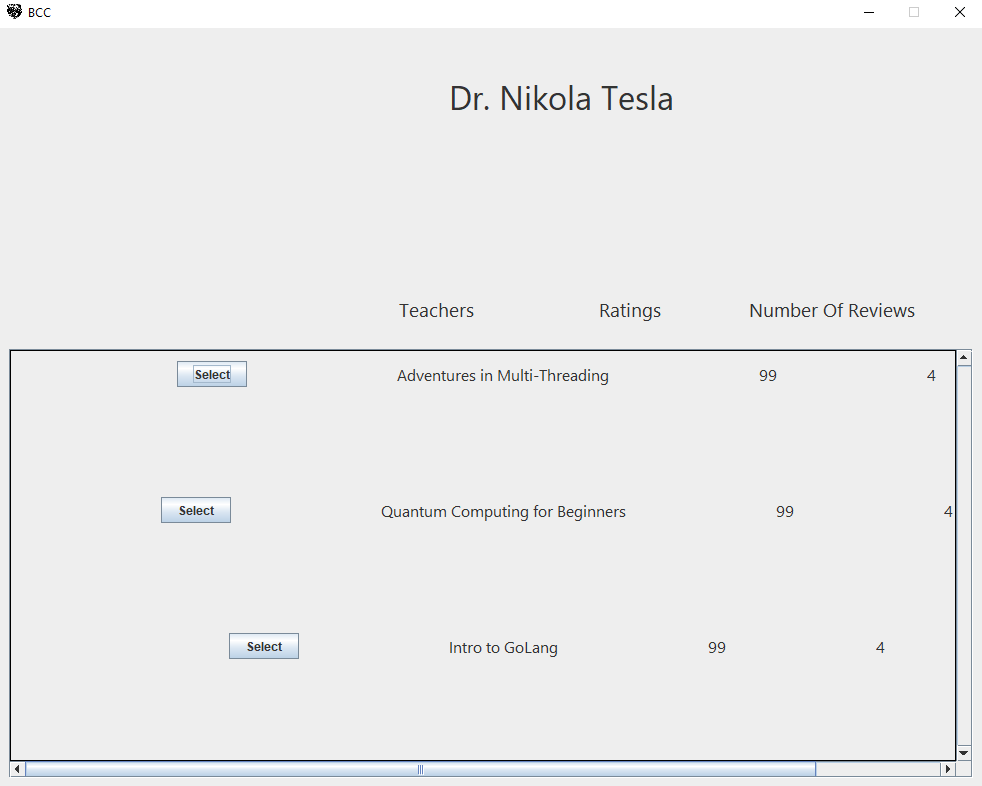 BCC
Dr. Nikola Tesla
Teachers Ratings Number Of Reviews
Select Adventures in Multi-Threading 99 4
Select Quantum Computing for Beginners 99 4
Select Intro to GoLang 99 4